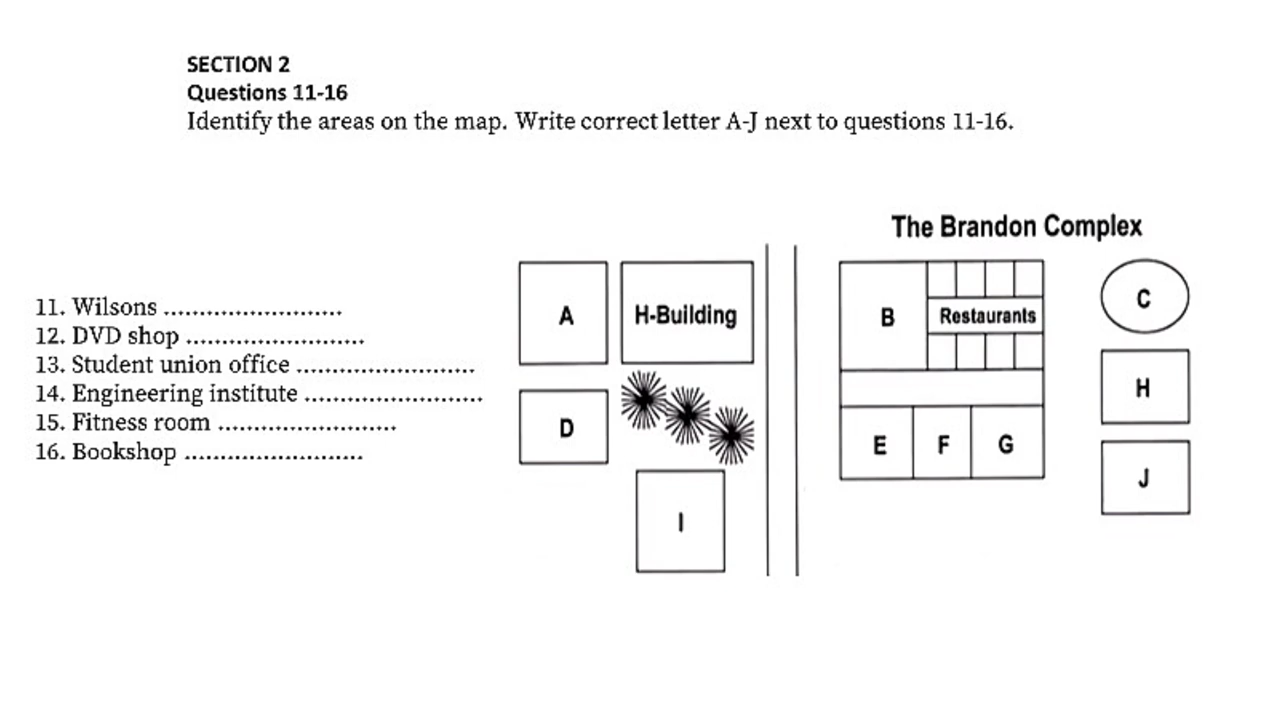 SECTION 2
Questions 11-16
Identify the areas on the map. Write correct letter A-J next to questions 11-16.
The Brandon Complex
11. Wilsons ........................
12. DVD shop ........................
13. Student union office ........................
14. Engineering institute ........................
15. Fitness room ........................
16. Bookshop ........................
A
H-Building
B
Restaurants
C
D
H
E
F
G
J
I